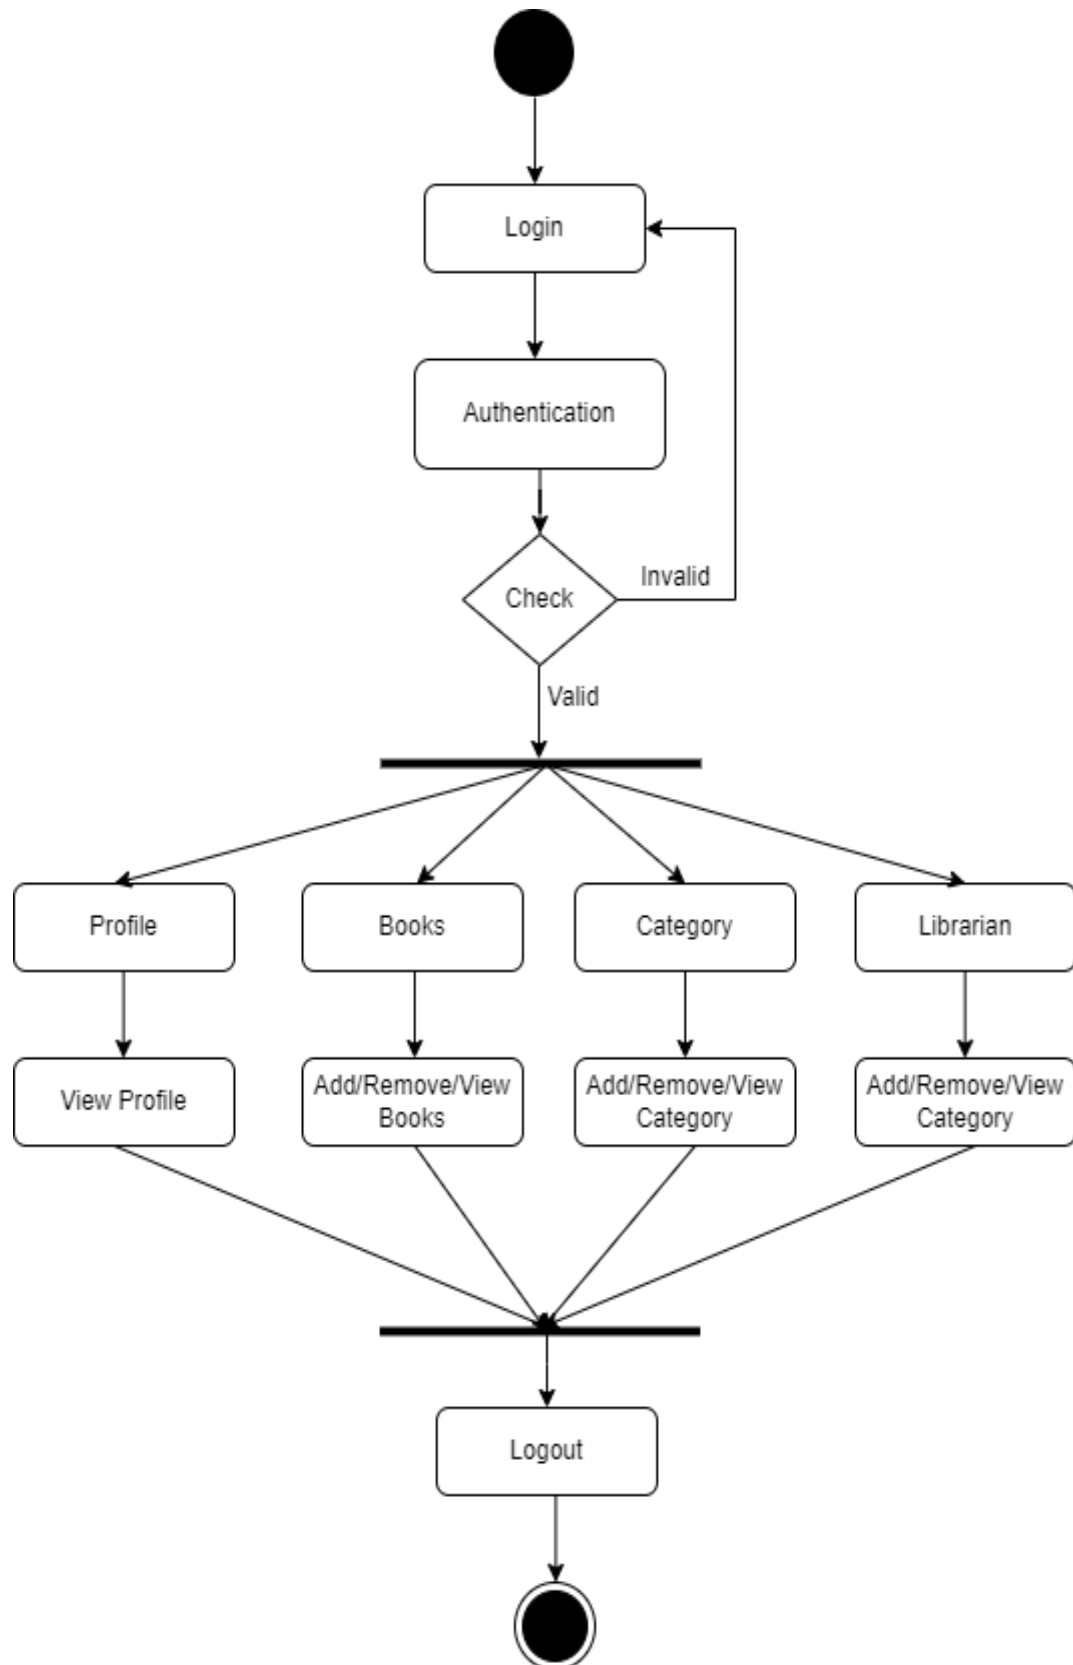 Login
Authentication
Check
Invalid
Valid
Profile
Books
Category
Librarian
View Profile
Add/Remove/View
Books
Add/Remove/View
Category
Add/Remove/View
Category
Logout